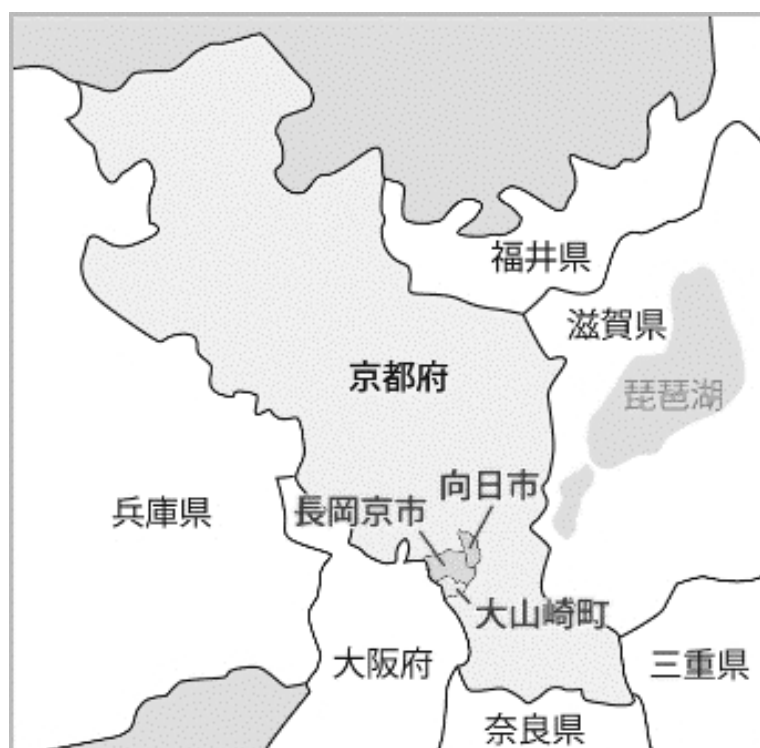 福井県
滋賀県
京都府
琵琶湖
向日市
兵庫県
長岡京市
大山崎町
大阪府
三重県
奈良県